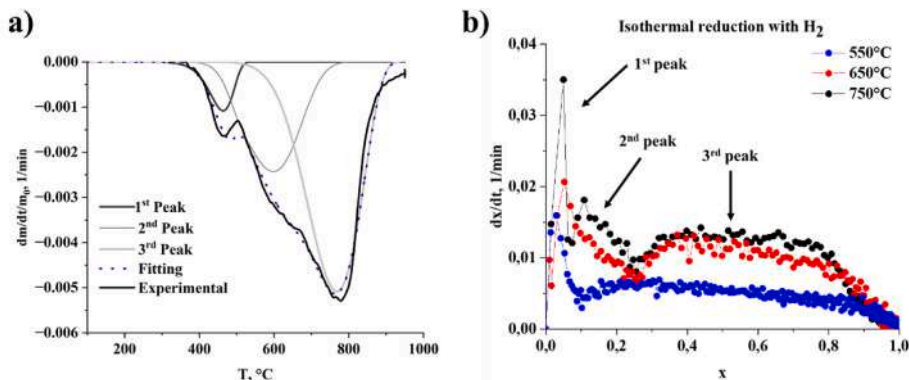 a)
0.000
−0.001
−0.002
−0.003
−0.004
−0.005
−0.006
dm/dt/m₀, 1/min
1st Peak
2nd Peak
3rd Peak
Fitting
Experimental
200
400
600
800
1000
T, °C
b)
Isothermal reduction with H₂
0,04
0,03
0,02
0,01
0,00
dx/dt, 1/min
550°C
650°C
750°C
1st peak
2nd peak
3rd peak
0,0
0,2
0,4
0,6
0,8
1,0
x